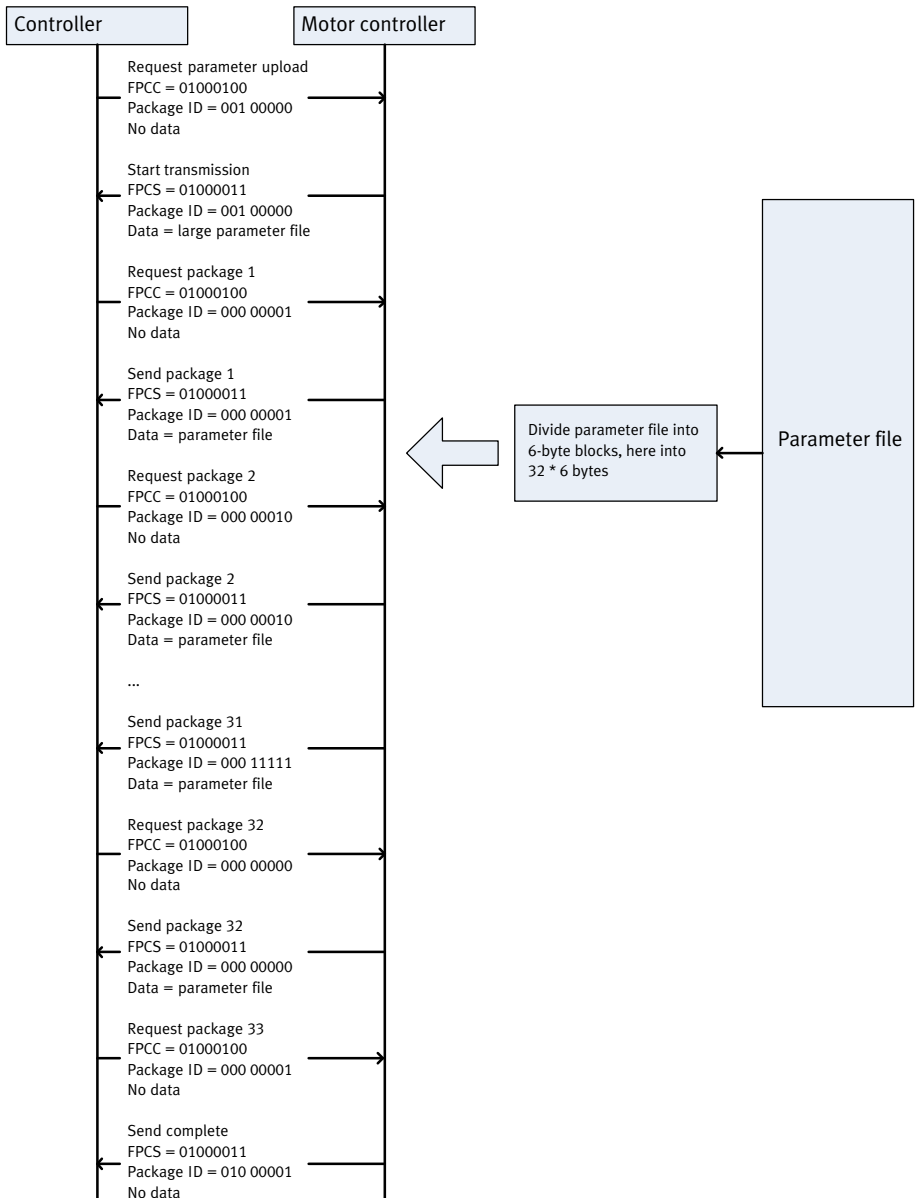 Controller
Motor controller
Request parameter upload
FPCC = 01000100
Package ID = 001 00000
No data
Start transmission
FPCS = 01000011
Package ID = 001 00000
Data = large parameter file
Request package 1
FPCC = 01000100
Package ID = 000 00001
No data
Send package 1
FPCS = 01000011
Package ID = 000 00001
Data = parameter file
Request package 2
FPCC = 01000100
Package ID = 000 00010
No data
Send package 2
FPCS = 01000011
Package ID = 000 00010
Data = parameter file
...
Send package 31
FPCS = 01000011
Package ID = 000 11111
Data = parameter file
Request package 32
FPCC = 01000100
Package ID = 000 00000
No data
Send package 32
FPCS = 01000011
Package ID = 000 00000
Data = parameter file
Request package 33
FPCC = 01000100
Package ID = 000 00001
No data
Send complete
FPCS = 01000011
Package ID = 010 00001
No data
Divide parameter file into
6-byte blocks, here into
32 * 6 bytes
Parameter file